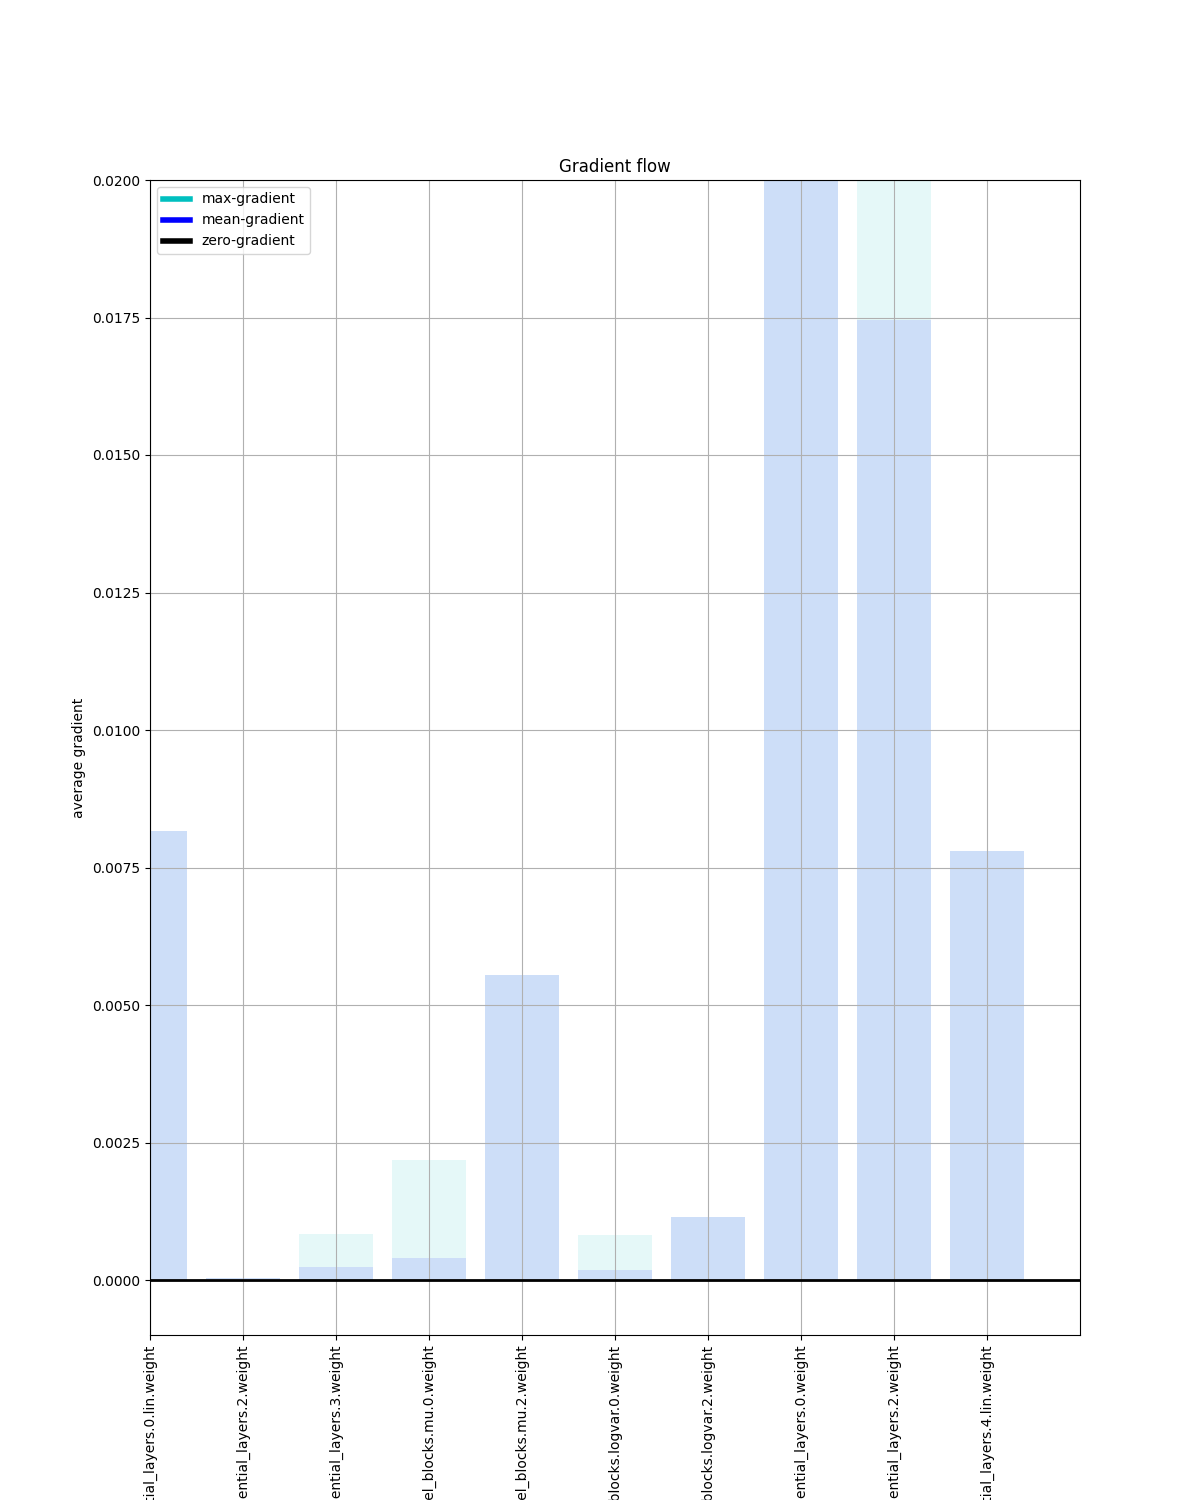 Gradient flow
max-gradient
mean-gradient
zero-gradient
0.0200
0.0175
0.0150
0.0125
0.0100
0.0075
0.0050
0.0025
0.0000
average gradient
tial_layers.0.lin.weight
ential_layers.2.weight
ential_layers.3.weight
el_blocks.mu.0.weight
el_blocks.mu.2.weight
blocks.logvar.0.weight
blocks.logvar.2.weight
ential_layers.0.weight
ential_layers.2.weight
tial_layers.4.lin.weight